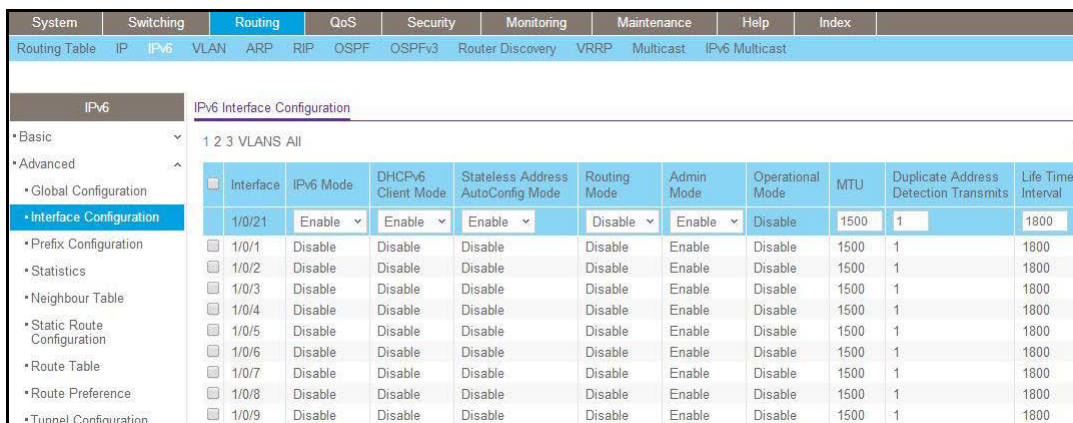 System Switching Routing QoS Security Monitoring Maintenance Help Index
Routing Table IP IPv6 VLAN ARP RIP OSPF OSPFv3 Router Discovery VRRP Multicast IPv6 Multicast
IPv6
Basic
Advanced
Global Configuration
Interface Configuration
Prefix Configuration
Statistics
Neighbour Table
Static Route
Configuration
Route Table
Route Preference
Tunnel Configuration
IPv6 Interface Configuration
1 2 3 VLANS All
Interface IPv6 Mode DHCPv6 Client Mode Stateless Address AutoConfig Mode Routing Mode Admin Mode Operational Mode MTU Duplicate Address Detection Transmits Life Time Interval
1/0/21 Enable Enable Enable Disable Enable Disable 1500 1 1800
1/0/1 Disable Disable Disable Disable Enable Disable 1500 1 1800
1/0/2 Disable Disable Disable Disable Enable Disable 1500 1 1800
1/0/3 Disable Disable Disable Disable Enable Disable 1500 1 1800
1/0/4 Disable Disable Disable Disable Enable Disable 1500 1 1800
1/0/5 Disable Disable Disable Disable Enable Disable 1500 1 1800
1/0/6 Disable Disable Disable Disable Enable Disable 1500 1 1800
1/0/7 Disable Disable Disable Disable Enable Disable 1500 1 1800
1/0/8 Disable Disable Disable Disable Enable Disable 1500 1 1800
1/0/9 Disable Disable Disable Disable Enable Disable 1500 1 1800